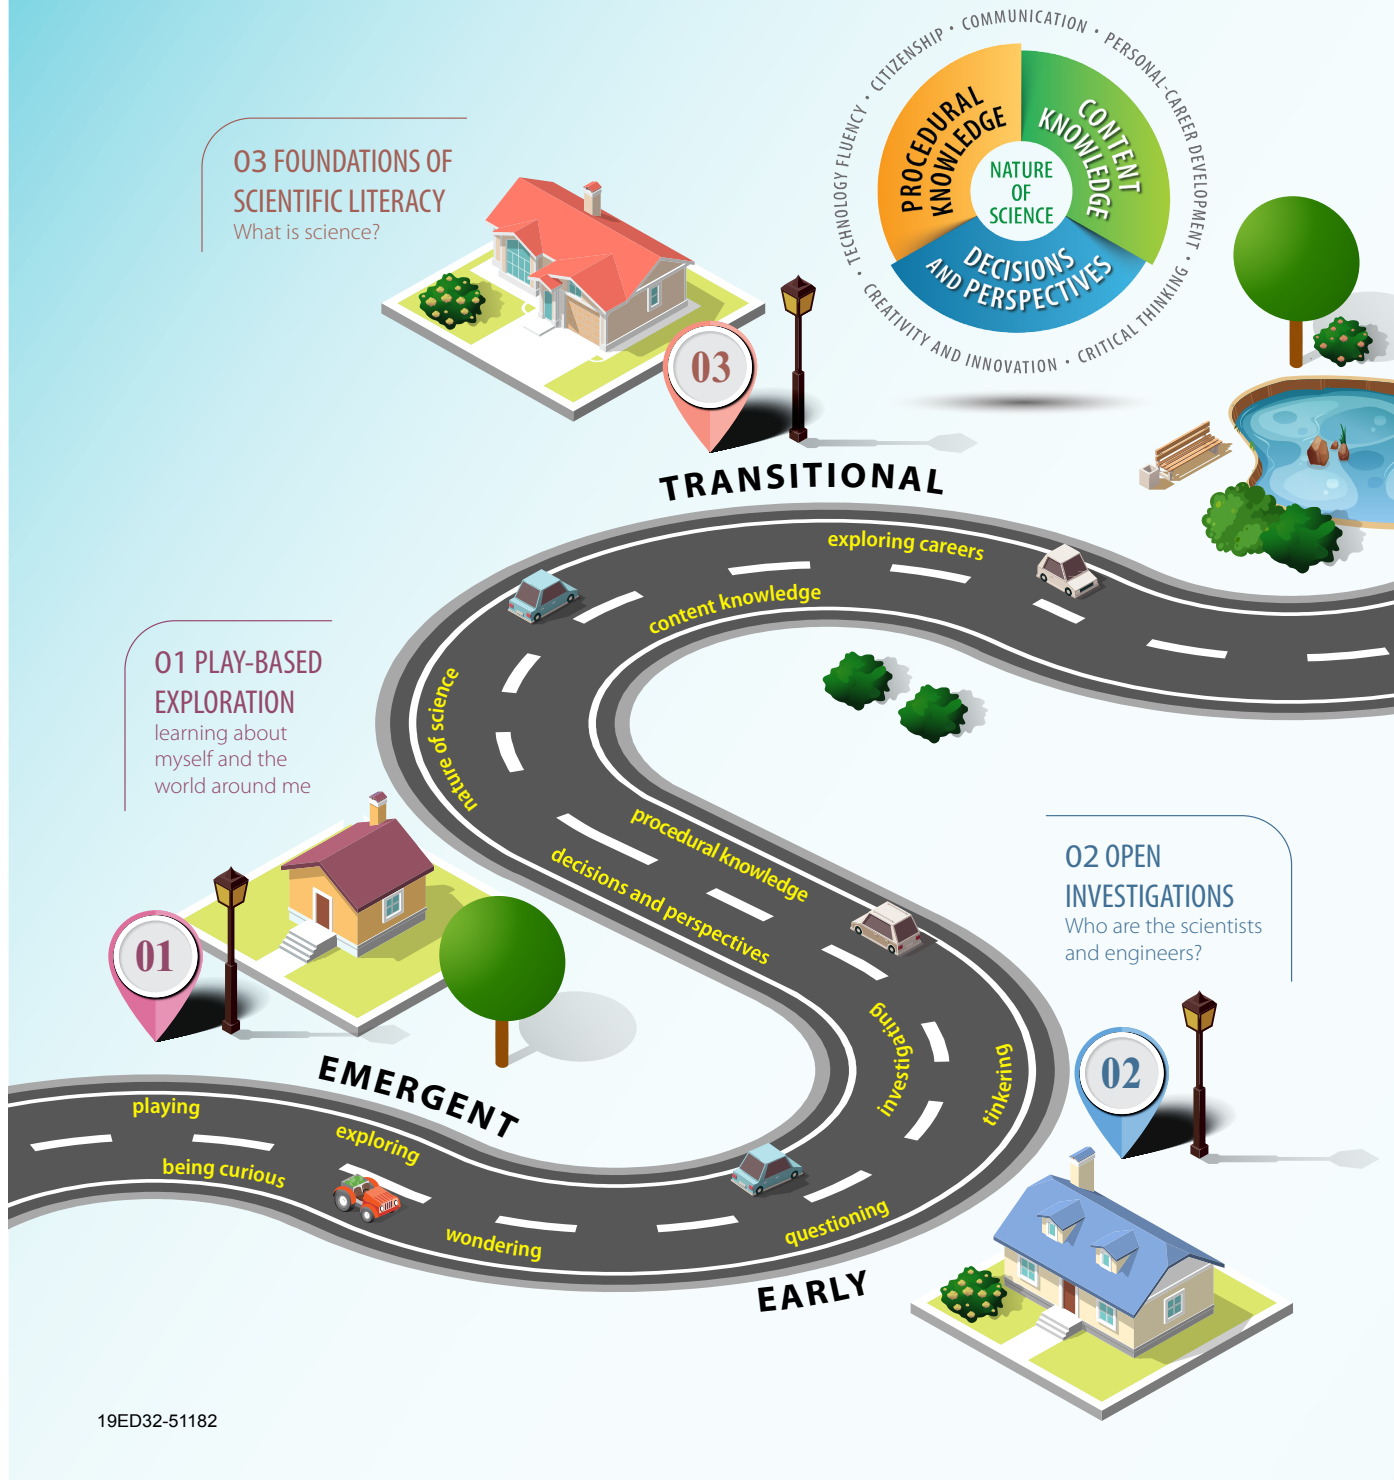 TECHNOLOGY FLUENCY • CITIZENSHIP • COMMUNICATION • PERSONAL-CAREER DEVELOPMENT • CRITICAL THINKING • CREATIVITY AND INNOVATION •
PROCEDURAL
KNOWLEDGE
CONTENT
KNOWLEDGE
DECISIONS
AND PERSPECTIVES
NATURE
OF
SCIENCE
03 FOUNDATIONS OF
SCIENTIFIC LITERACY
What is science?
03
TRANSITIONAL
exploring careers
content knowledge
nature of science
01 PLAY-BASED
EXPLORATION
learning about
myself and the
world around me
procedural knowledge
decisions and perspectives
02 OPEN
INVESTIGATIONS
Who are the scientists
and engineers?
01
investigating
tinkering
02
EMERGENT
playing
exploring
being curious
wondering
questioning
EARLY
19ED32-51182